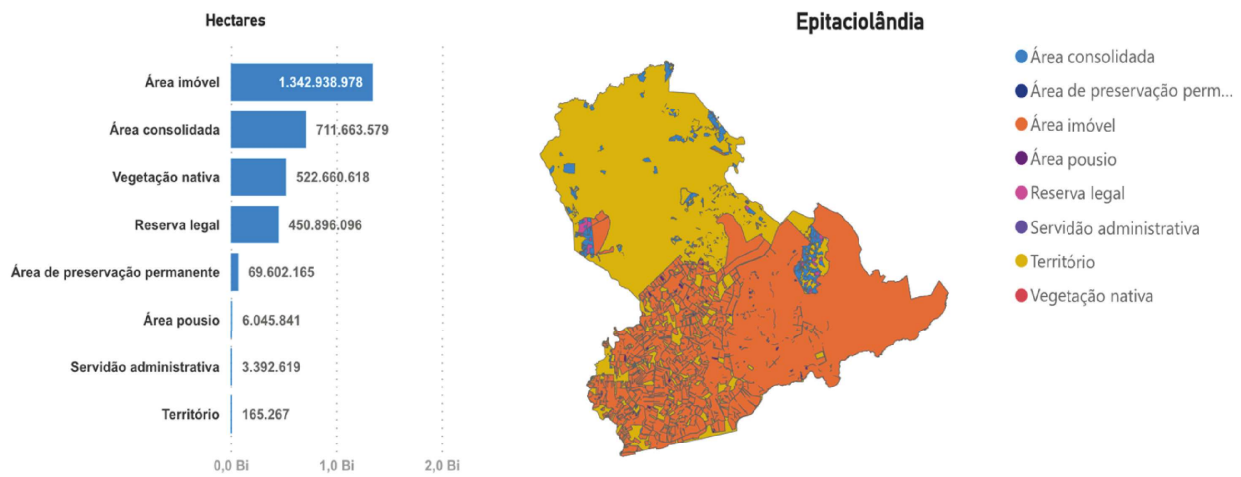 Hectares
Área imóvel
1.342.938.978
Área consolidada
711.663.579
Vegetação nativa
522.660.618
Reserva legal
450.896.096
Área de preservação permanente
69.602.165
Área pousio
6.045.841
Servidão administrativa
3.392.619
Território
165.267
0,0 Bi
1,0 Bi
2,0 Bi
Epitaciolândia
Área consolidada
Área de preservação perm...
Área imóvel
Área pousio
Reserva legal
Servidão administrativa
Território
Vegetação nativa